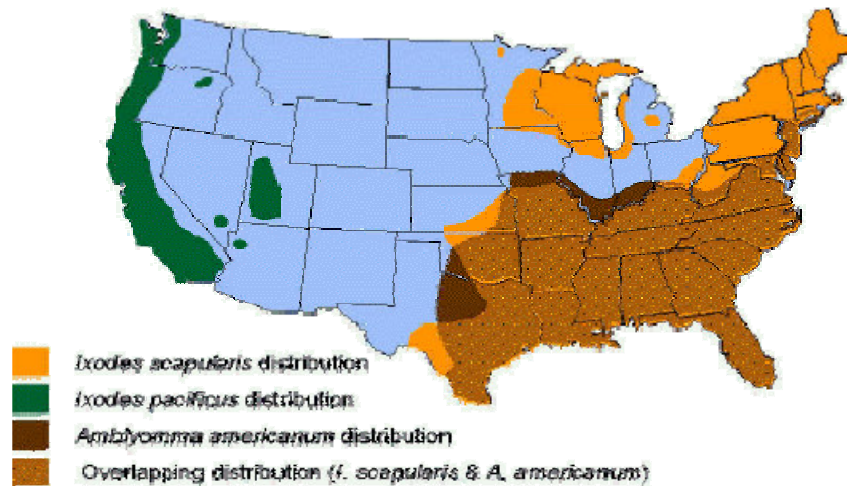 Ixodes scapularis distribution
Ixodes pacificus distribution
Amblyomma americanum distribution
Overlapping distribution (I. scapularis & A. americanum)